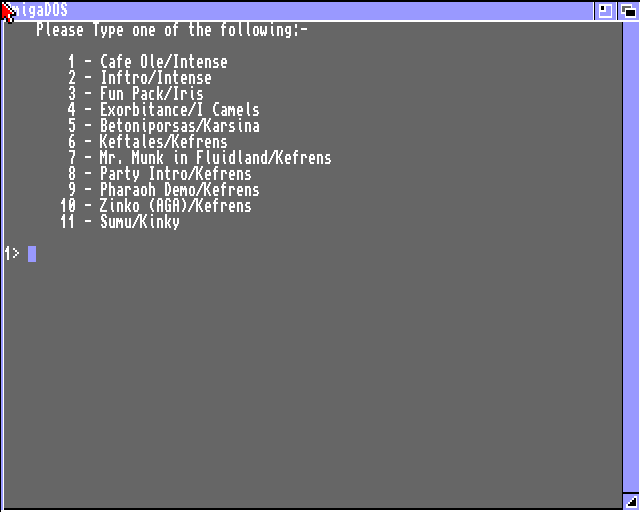 AmigaDOS
Please Type one of the following:-
1 - Cafe Ole/Intense
2 - Inftro/Intense
3 - Fun Pack/Iris
4 - Exorbitance/I Camels
5 - Betoniporsas/Karsina
6 - Keftales/Kefrens
7 - Mr. Munk in Fluidland/Kefrens
8 - Party Intro/Kefrens
9 - Pharaoh Demo/Kefrens
10 - Zinko (AGA)/Kefrens
11 - Sumu/Kinky
1>